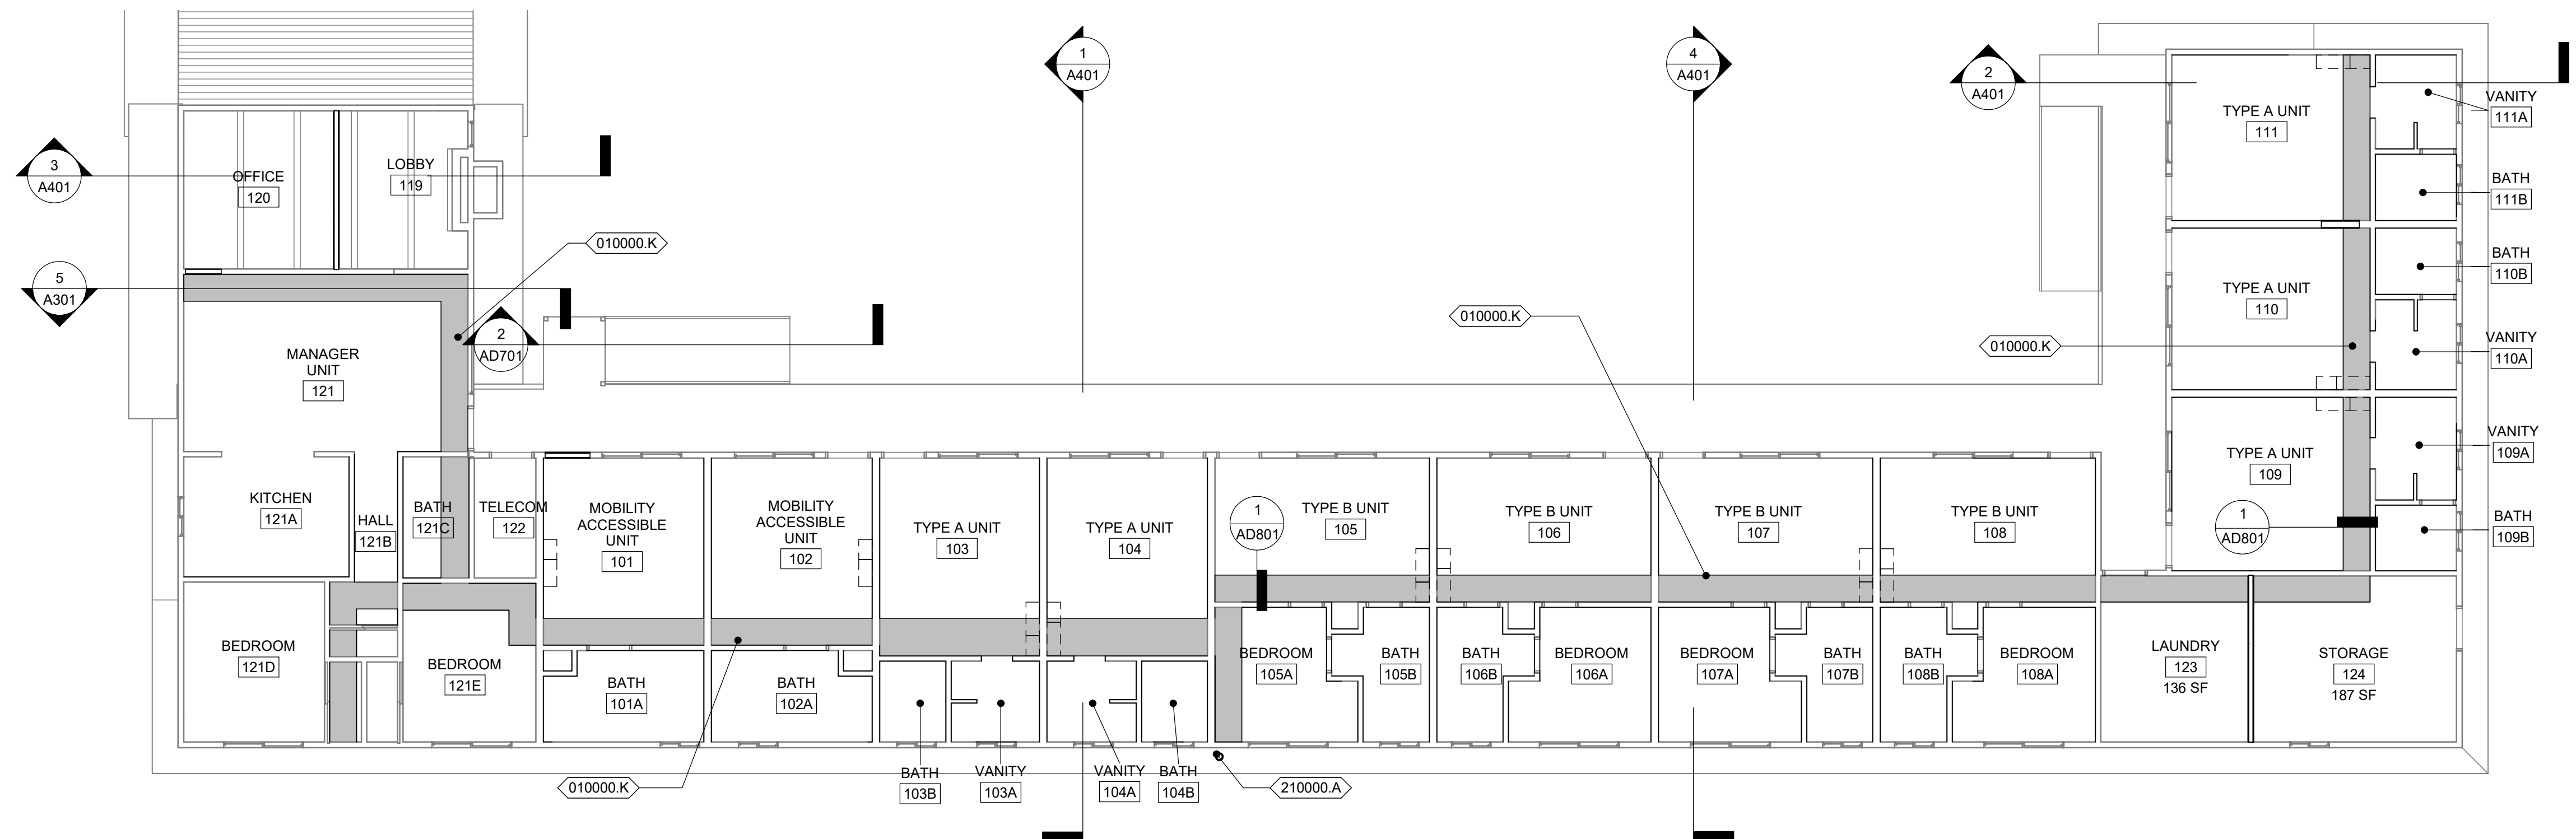 1
A401
4
A401
2
A401
3
A401
5
A301
2
AD701
OFFICE
120
LOBBY
119
010000.K
MANAGER
UNIT
121
KITCHEN
121A
HALL
121B
BATH
121C
TELECOM
122
BEDROOM
121D
BEDROOM
121E
MOBILITY
ACCESSIBLE
UNIT
101
MOBILITY
ACCESSIBLE
UNIT
102
TYPE A UNIT
103
TYPE A UNIT
104
1
AD801
TYPE B UNIT
105
TYPE B UNIT
106
TYPE B UNIT
107
TYPE B UNIT
108
010000.K
010000.K
TYPE A UNIT
111
TYPE A UNIT
110
TYPE A UNIT
109
1
AD801
VANITY
111A
BATH
111B
BATH
110B
VANITY
110A
VANITY
109A
BATH
109B
BATH
101A
BATH
102A
BEDROOM
105A
BATH
105B
BATH
106B
BEDROOM
106A
BEDROOM
107A
BATH
107B
BATH
108B
BEDROOM
108A
LAUNDRY
123
136 SF
STORAGE
124
187 SF
010000.K
BATH
103B
VANITY
103A
VANITY
104A
BATH
104B
210000.A